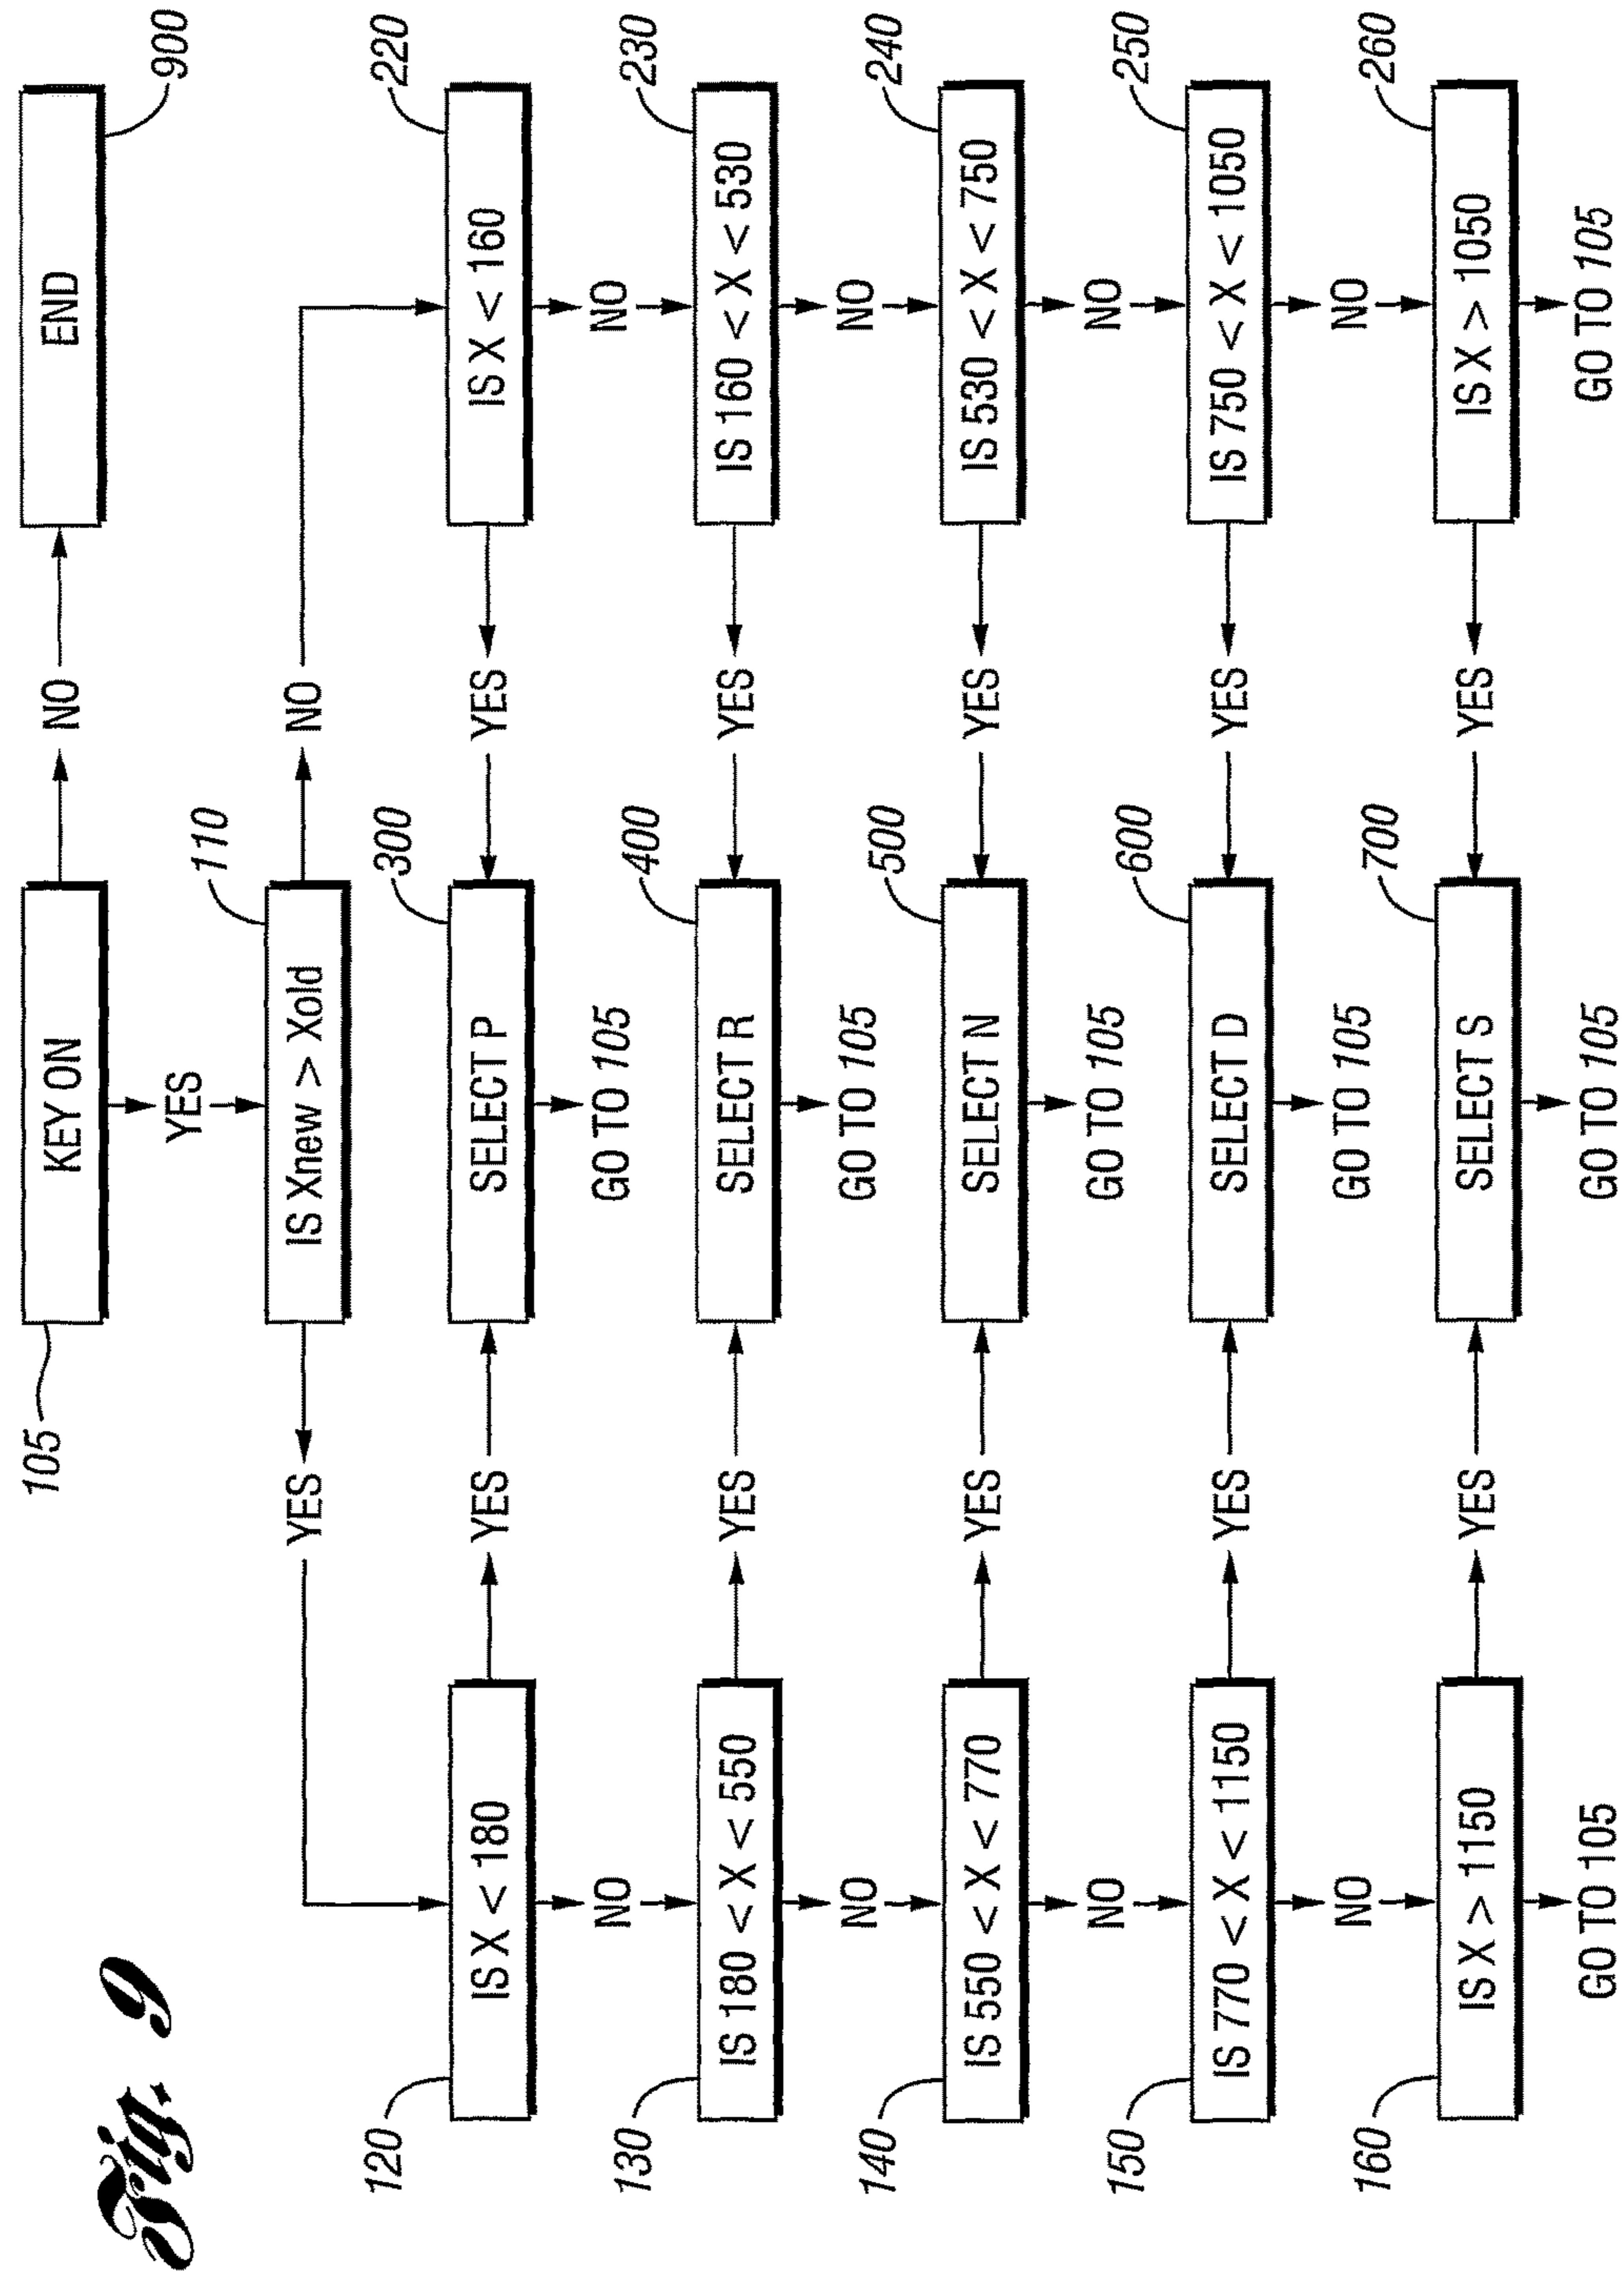 Fig. 9
105
KEY ON
NO
END
900
YES
110
YES
IS Xnew > Xold
NO
120
IS X < 180
YES
300
SELECT P
YES
220
IS X < 160
NO
GO TO 105
NO
130
IS 180 < X < 550
YES
400
SELECT R
YES
230
IS 160 < X < 530
NO
GO TO 105
NO
140
IS 550 < X < 770
YES
500
SELECT N
YES
240
IS 530 < X < 750
NO
GO TO 105
NO
150
IS 770 < X < 1150
YES
600
SELECT D
YES
250
IS 750 < X < 1050
NO
GO TO 105
NO
160
IS X > 1150
YES
700
SELECT S
YES
260
IS X > 1050
GO TO 105
GO TO 105
GO TO 105